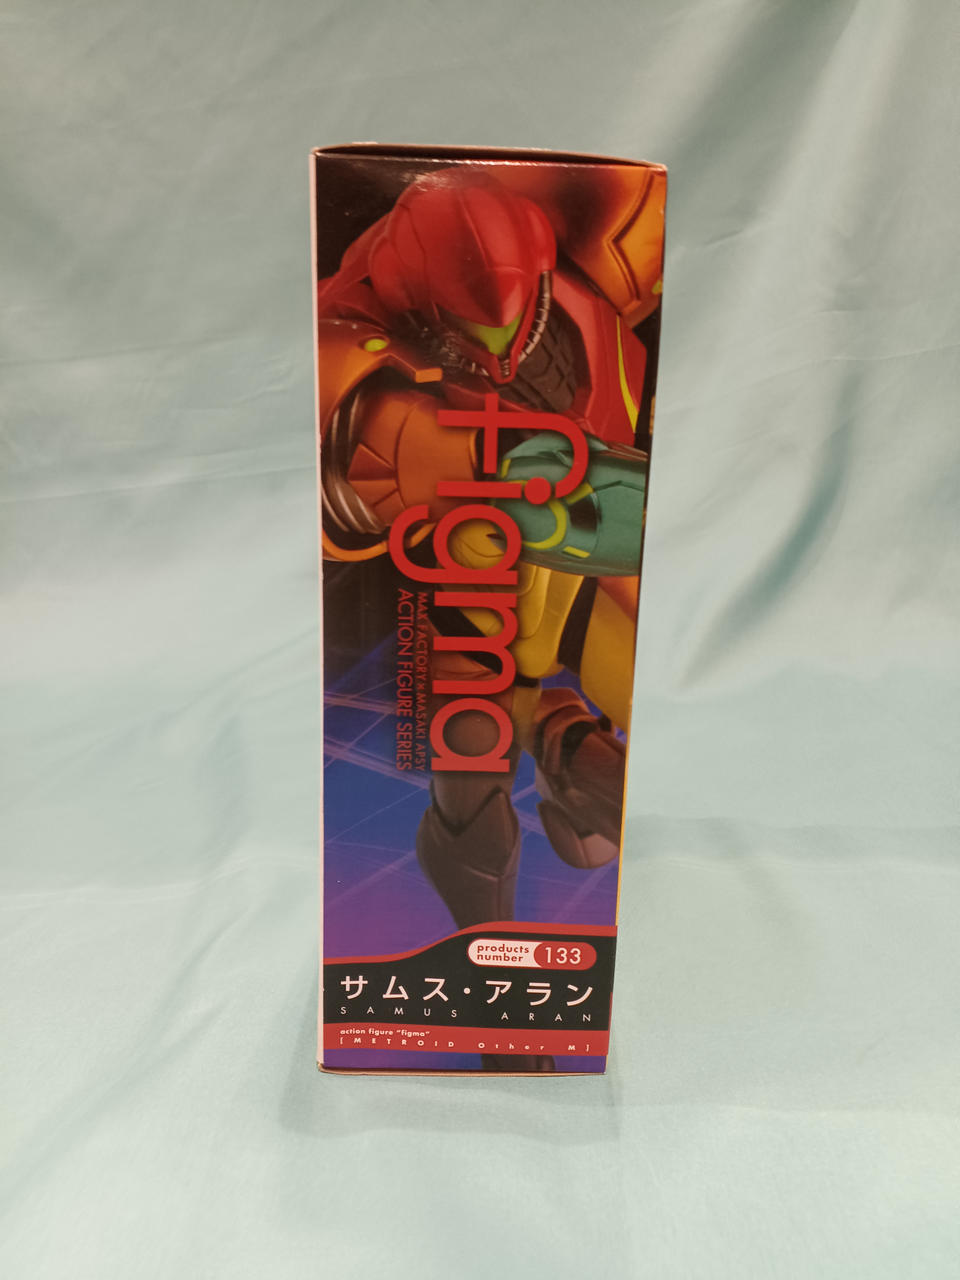 figma
MAX FACTORY × MASAKI APSY
ACTION FIGURE SERIES
products
number
133
サムス・アラン
SAMUS ARAN
action figure "figma"
[METROID Other M]